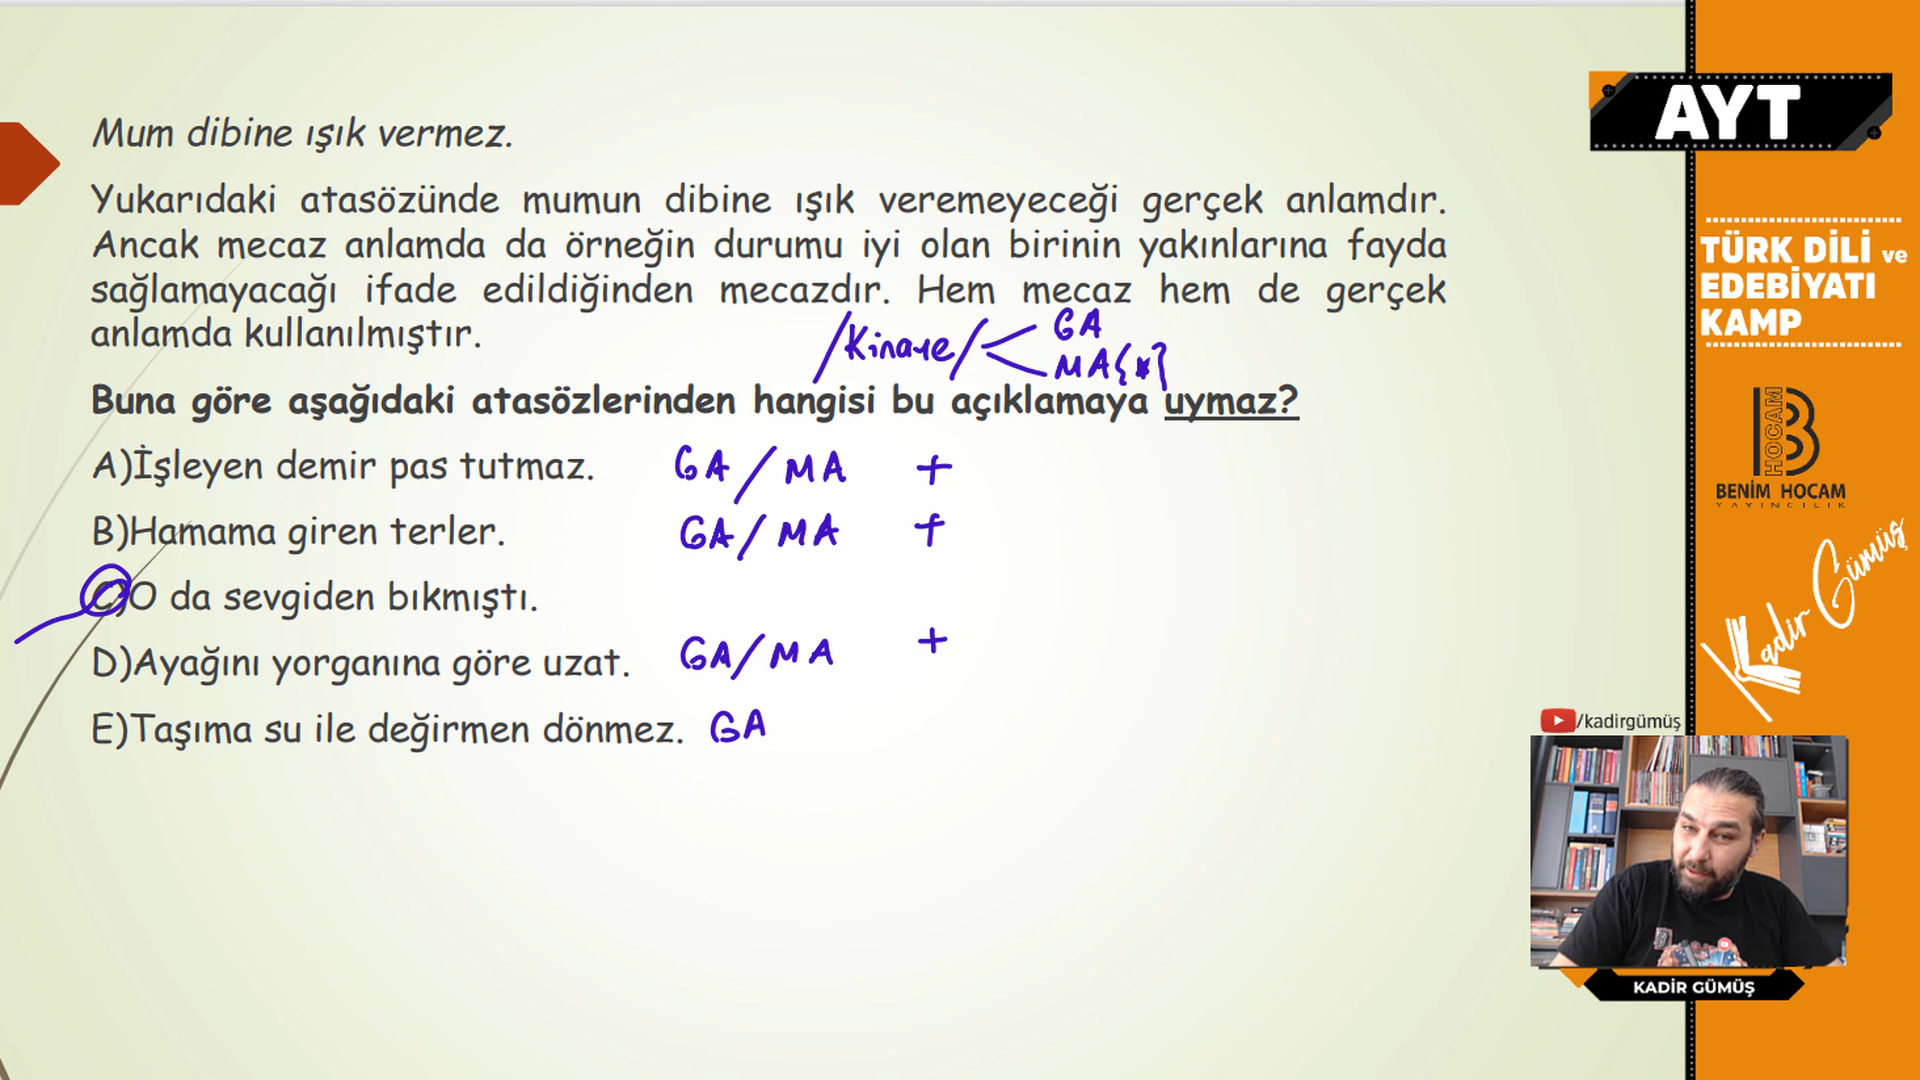 Mum dibine ışık vermez.
Yukarıdaki atasözünde mumun dibine ışık veremeyeceği gerçek anlamdır.
Ancak mecaz anlamda da örneğin durumu iyi olan birinin yakınlarına fayda
sağlamayacağı ifade edildiğinden mecazdır. Hem mecaz hem de gerçek
anlamda kullanılmıştır.
/Kinaye/ GA
MA{*}
Buna göre aşağıdaki atasözlerinden hangisi bu açıklamaya uymaz?
A)İşleyen demir pas tutmaz. GA / MA +
B)Hamama giren terler. GA / MA +
C)O da sevgiden bıkmıştı.
D)Ayağını yorganına göre uzat. GA/MA +
E)Taşıma su ile değirmen dönmez. GA
AYT
TÜRK DİLİ ve
EDEBİYATI
KAMP
HOCAM
BENİM HOCAM
YAYINCILIK
Kadir Gümüş
/kadirgümüş
KADİR GÜMÜŞ